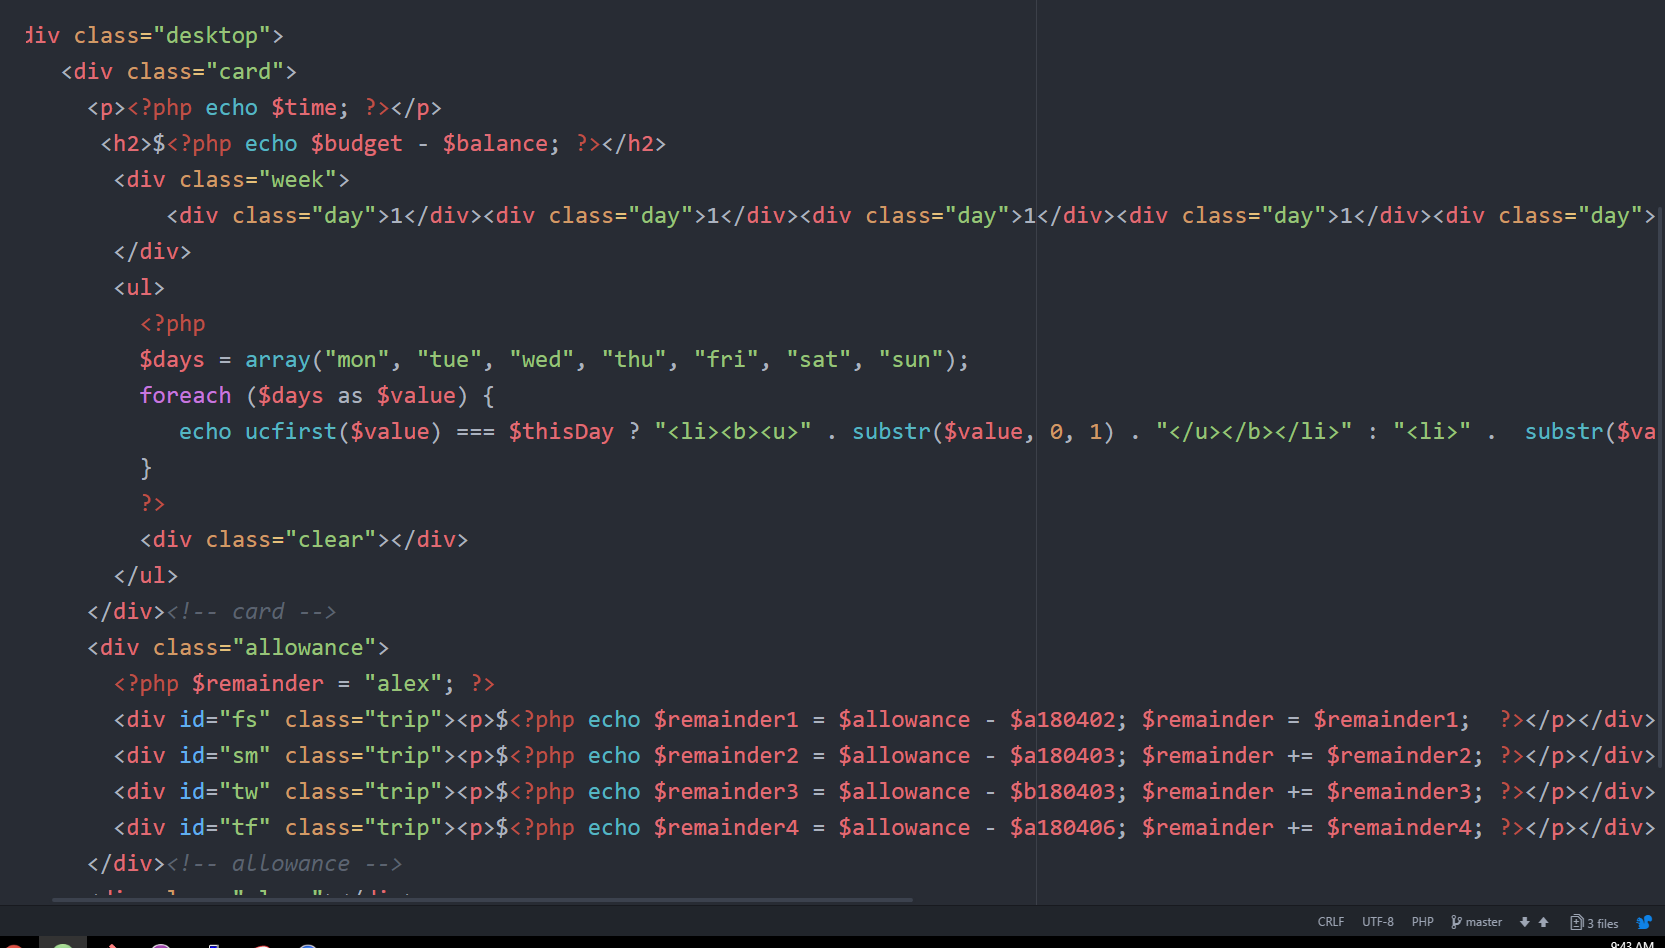 div class="desktop">
<div class="card">
<p><?php echo $time; ?></p>
<h2>$<?php echo $budget - $balance; ?></h2>
<div class="week">
<div class="day">1</div><div class="day">1</div><div class="day">1</div><div class="day">1</div><div class="day">
</div>
<ul>
<?php
$days = array("mon", "tue", "wed", "thu", "fri", "sat", "sun");
foreach ($days as $value) {
echo ucfirst($value) === $thisDay ? "<li><b><u>" . substr($value, 0, 1) . "</u></b></li>" : "<li>" .  substr($va
}
?>
<div class="clear"></div>
</ul>
</div><!-- card -->
<div class="allowance">
<?php $remainder = "alex"; ?>
<div id="fs" class="trip"><p>$<?php echo $remainder1 = $allowance - $a180402; $remainder = $remainder1;  ?></p></div>
<div id="sm" class="trip"><p>$<?php echo $remainder2 = $allowance - $a180403; $remainder += $remainder2; ?></p></div>
<div id="tw" class="trip"><p>$<?php echo $remainder3 = $allowance - $b180403; $remainder += $remainder3; ?></p></div>
<div id="tf" class="trip"><p>$<?php echo $remainder4 = $allowance - $a180406; $remainder += $remainder4; ?></p></div>
</div><!-- allowance -->
CRLF UTF-8 PHP master 3 files
9:43 AM